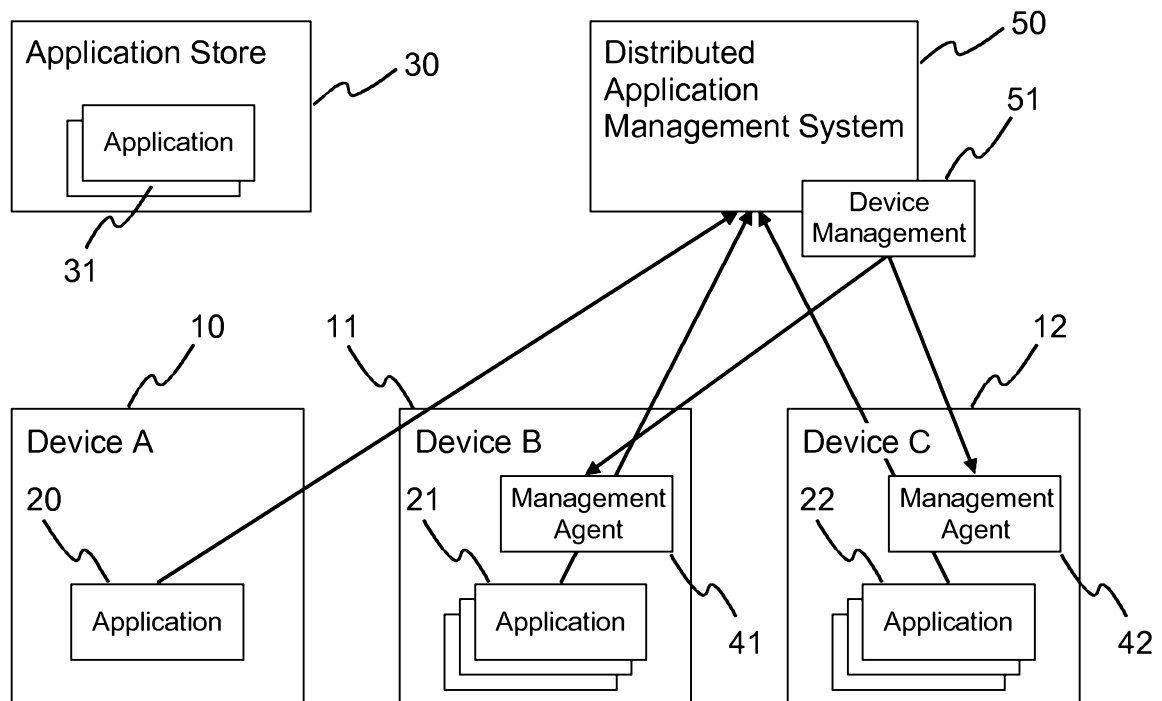 Application Store
30
Application
31
Distributed
Application
Management System
50
51
Device
Management
10
11
12
Device A
20
Application
Device B
21
Management
Agent
Application
41
Device C
22
Management
Agent
Application
42